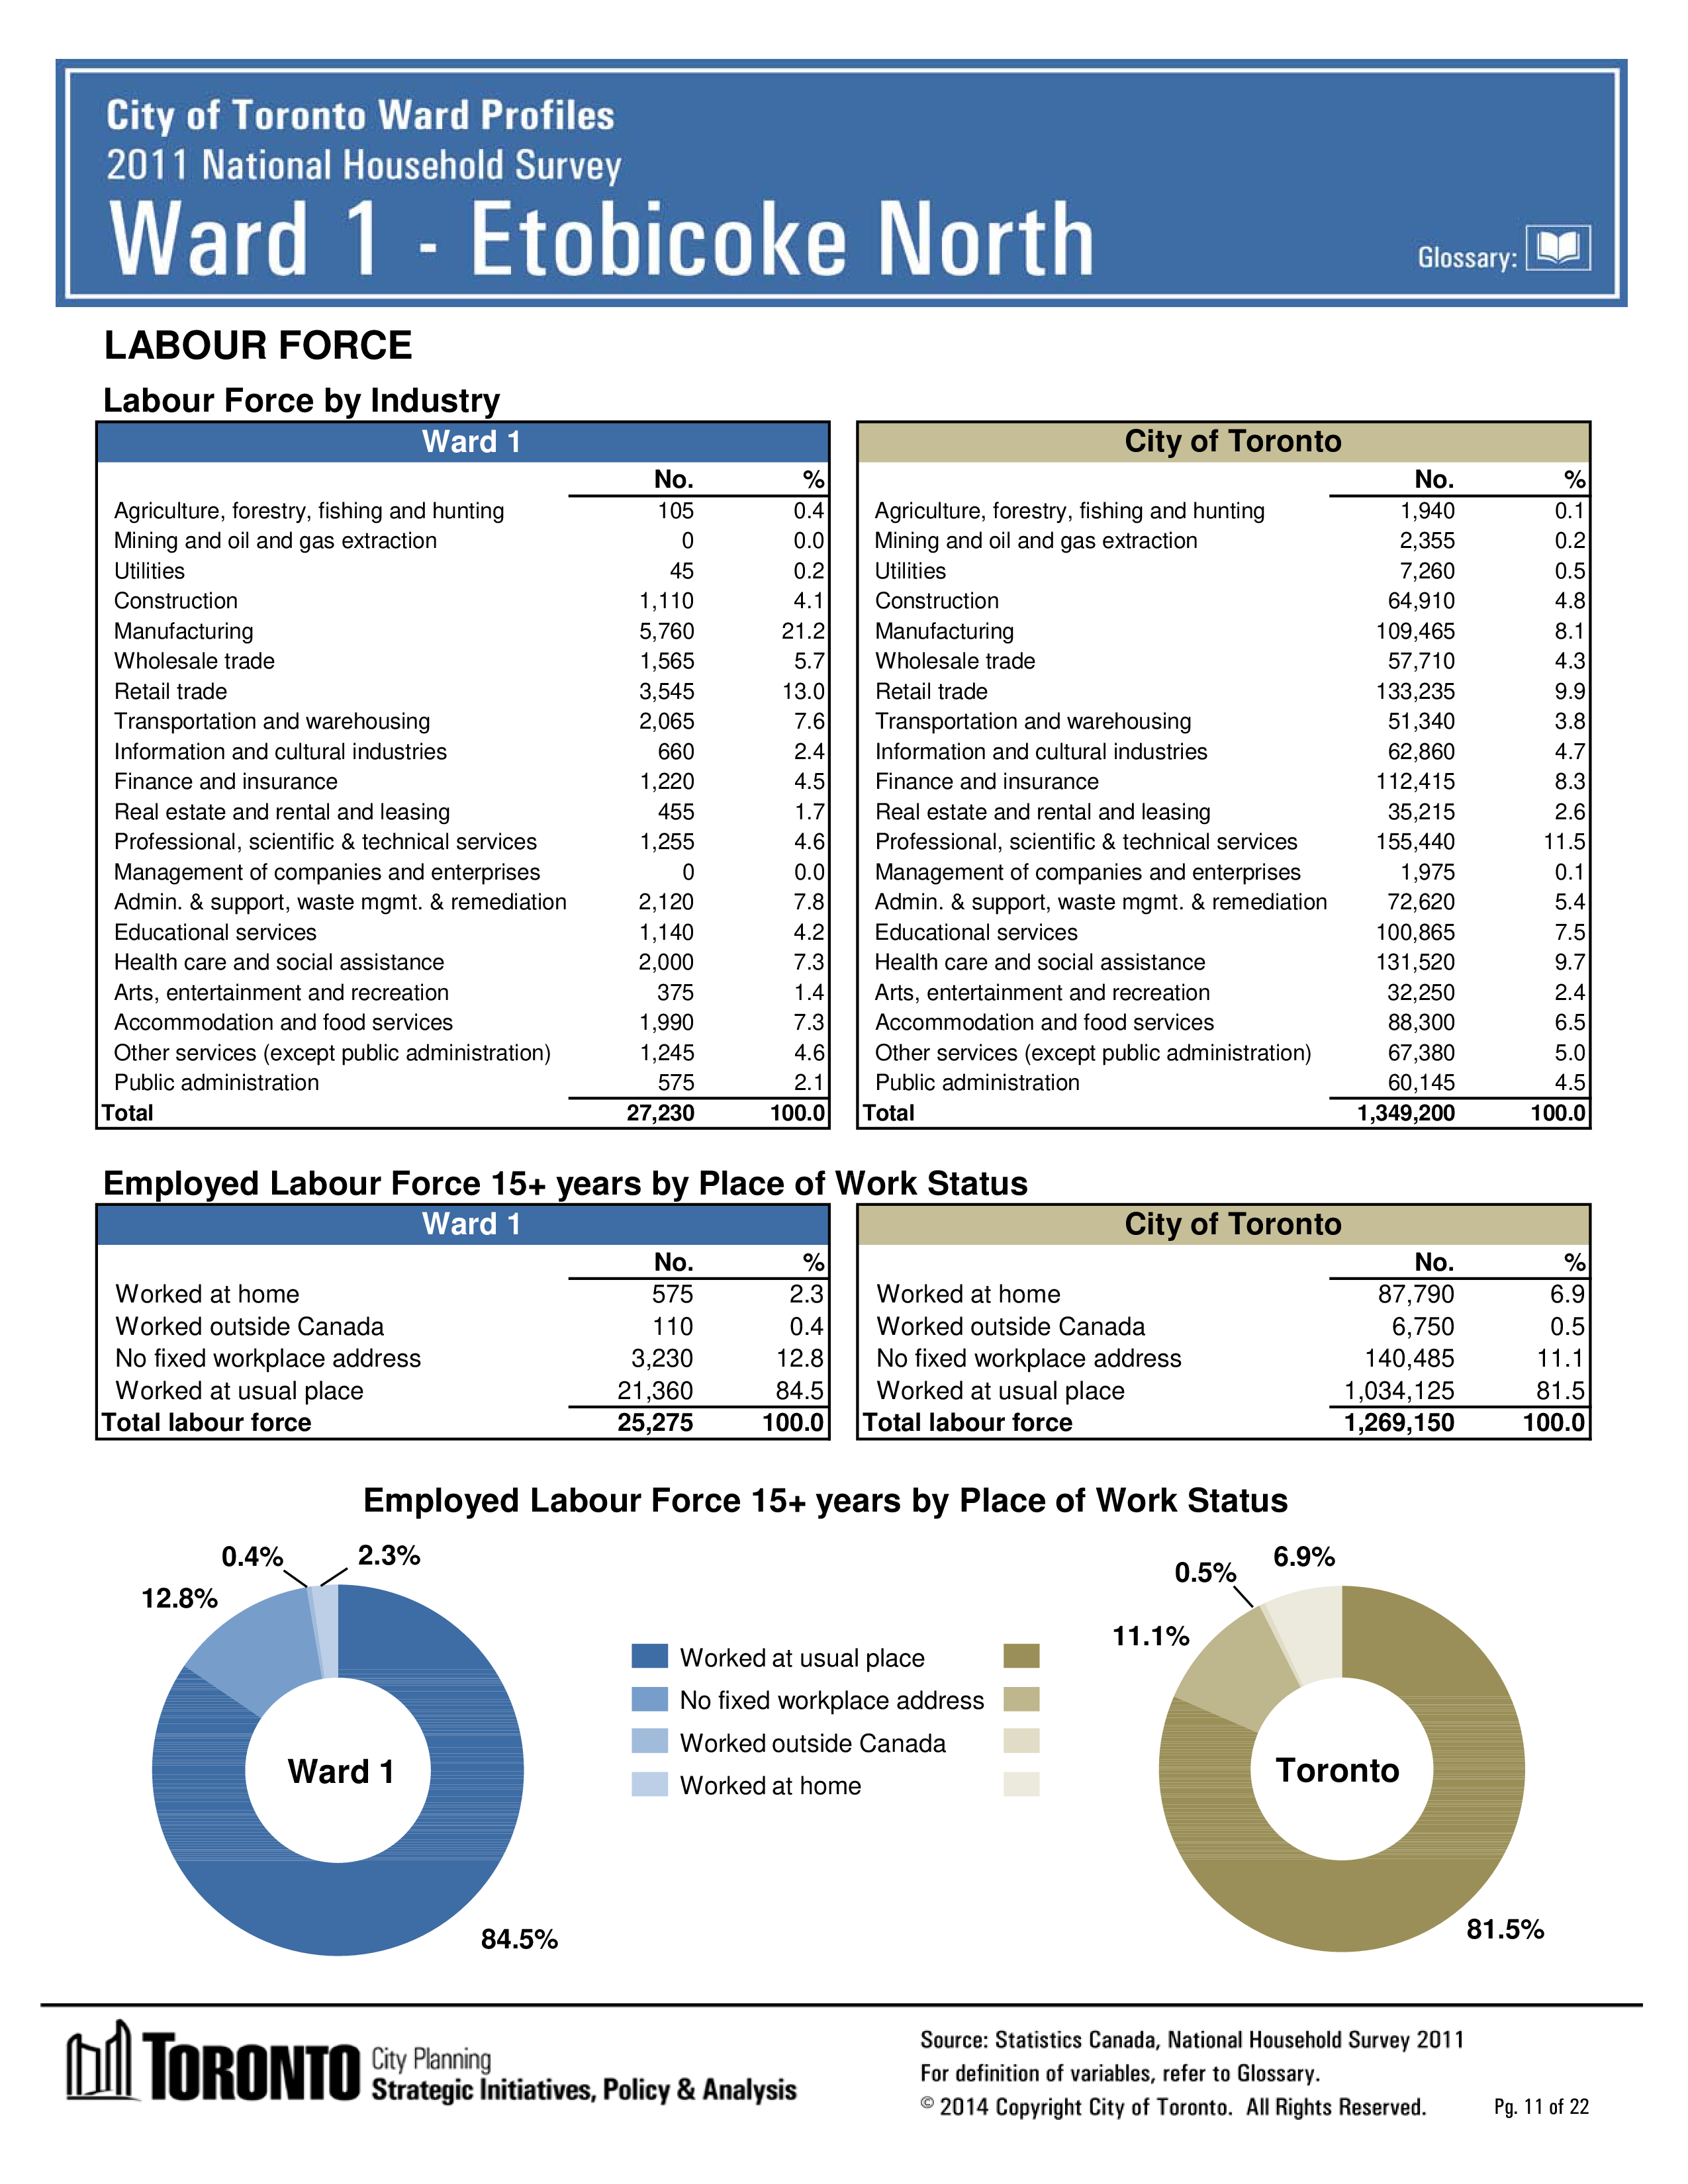 City of Toronto Ward Profiles
2011 National Household Survey
Ward 1 - Etobicoke North
Glossary:
LABOUR FORCE
Labour Force by Industry
Ward 1
No. %
Agriculture, forestry, fishing and hunting 105 0.4
Mining and oil and gas extraction 0 0.0
Utilities 45 0.2
Construction 1,110 4.1
Manufacturing 5,760 21.2
Wholesale trade 1,565 5.7
Retail trade 3,545 13.0
Transportation and warehousing 2,065 7.6
Information and cultural industries 660 2.4
Finance and insurance 1,220 4.5
Real estate and rental and leasing 455 1.7
Professional, scientific & technical services 1,255 4.6
Management of companies and enterprises 0 0.0
Admin. & support, waste mgmt. & remediation 2,120 7.8
Educational services 1,140 4.2
Health care and social assistance 2,000 7.3
Arts, entertainment and recreation 375 1.4
Accommodation and food services 1,990 7.3
Other services (except public administration) 1,245 4.6
Public administration 575 2.1
Total 27,230 100.0
City of Toronto
No. %
Agriculture, forestry, fishing and hunting 1,940 0.1
Mining and oil and gas extraction 2,355 0.2
Utilities 7,260 0.5
Construction 64,910 4.8
Manufacturing 109,465 8.1
Wholesale trade 57,710 4.3
Retail trade 133,235 9.9
Transportation and warehousing 51,340 3.8
Information and cultural industries 62,860 4.7
Finance and insurance 112,415 8.3
Real estate and rental and leasing 35,215 2.6
Professional, scientific & technical services 155,440 11.5
Management of companies and enterprises 1,975 0.1
Admin. & support, waste mgmt. & remediation 72,620 5.4
Educational services 100,865 7.5
Health care and social assistance 131,520 9.7
Arts, entertainment and recreation 32,250 2.4
Accommodation and food services 88,300 6.5
Other services (except public administration) 67,380 5.0
Public administration 60,145 4.5
Total 1,349,200 100.0
Employed Labour Force 15+ years by Place of Work Status
Ward 1
No. %
Worked at home 575 2.3
Worked outside Canada 110 0.4
No fixed workplace address 3,230 12.8
Worked at usual place 21,360 84.5
Total labour force 25,275 100.0
City of Toronto
No. %
Worked at home 87,790 6.9
Worked outside Canada 6,750 0.5
No fixed workplace address 140,485 11.1
Worked at usual place 1,034,125 81.5
Total labour force 1,269,150 100.0
Employed Labour Force 15+ years by Place of Work Status
0.4% 2.3%
12.8%
Ward 1
84.5%
Worked at usual place
No fixed workplace address
Worked outside Canada
Worked at home
6.9%
0.5%
11.1%
Toronto
81.5%
TORONTO
City Planning
Strategic Initiatives, Policy & Analysis
Source: Statistics Canada, National Household Survey 2011
For definition of variables, refer to Glossary.
© 2014 Copyright City of Toronto. All Rights Reserved.
Pg. 11 of 22